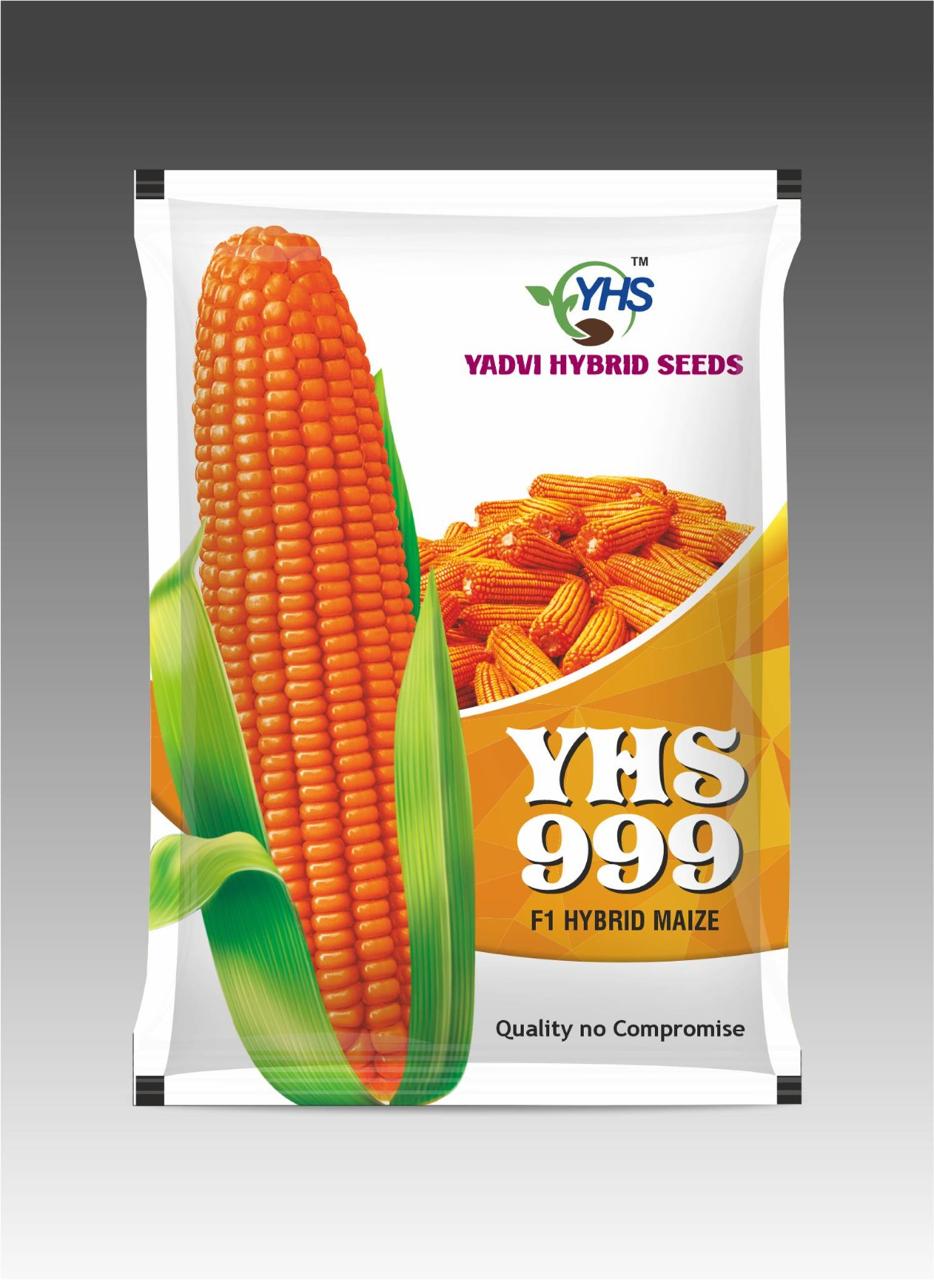 TM
YHS
YADVI HYBRID SEEDS
YHS
999
F1 HYBRID MAIZE
Quality no Compromise